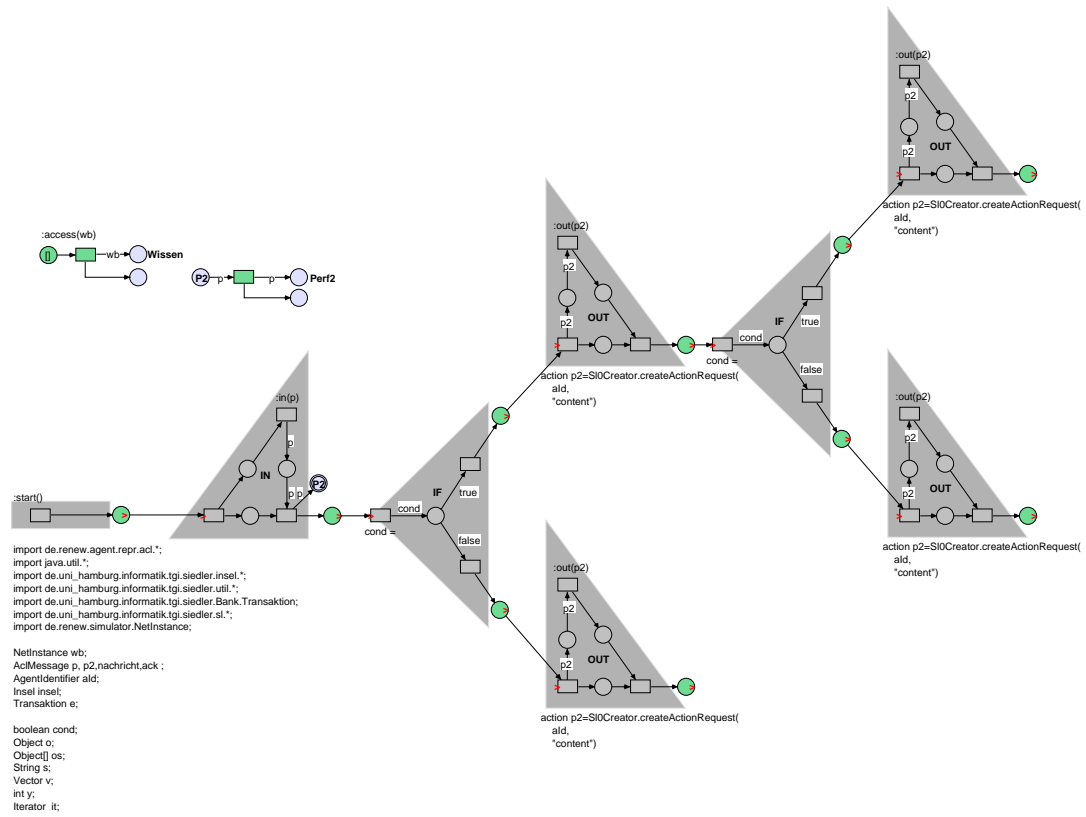 :out(p2)
p2
OUT
p2
>
>
action p2=Sl0Creator.createActionRequest(
aId,
"content")
:access(wb)
[]
wb
Wissen
P2
p
p
Perf2
:out(p2)
p2
OUT
p2
>
>
action p2=Sl0Creator.createActionRequest(
aId,
"content")
>
IF
true
>
cond
cond =
false
>
:out(p2)
p2
OUT
p2
>
>
action p2=Sl0Creator.createActionRequest(
aId,
"content")
:in(p)
p
IN
p
p
P2
:start()
>
>
>
>
IF
true
>
cond
cond =
false
>
:out(p2)
p2
OUT
p2
>
>
action p2=Sl0Creator.createActionRequest(
aId,
"content")
import de.renew.agent.repr.acl.*;
import java.util.*;
import de.uni_hamburg.informatik.tgi.siedler.insel.*;
import de.uni_hamburg.informatik.tgi.siedler.util.*;
import de.uni_hamburg.informatik.tgi.siedler.Bank.Transaktion;
import de.uni_hamburg.informatik.tgi.siedler.sl.*;
import de.renew.simulator.NetInstance;
NetInstance wb;
AclMessage p, p2,nachricht,ack ;
AgentIdentifier aId;
Insel insel;
Transaktion e;
boolean cond;
Object o;
Object[] os;
String s;
Vector v;
int y;
Iterator it;